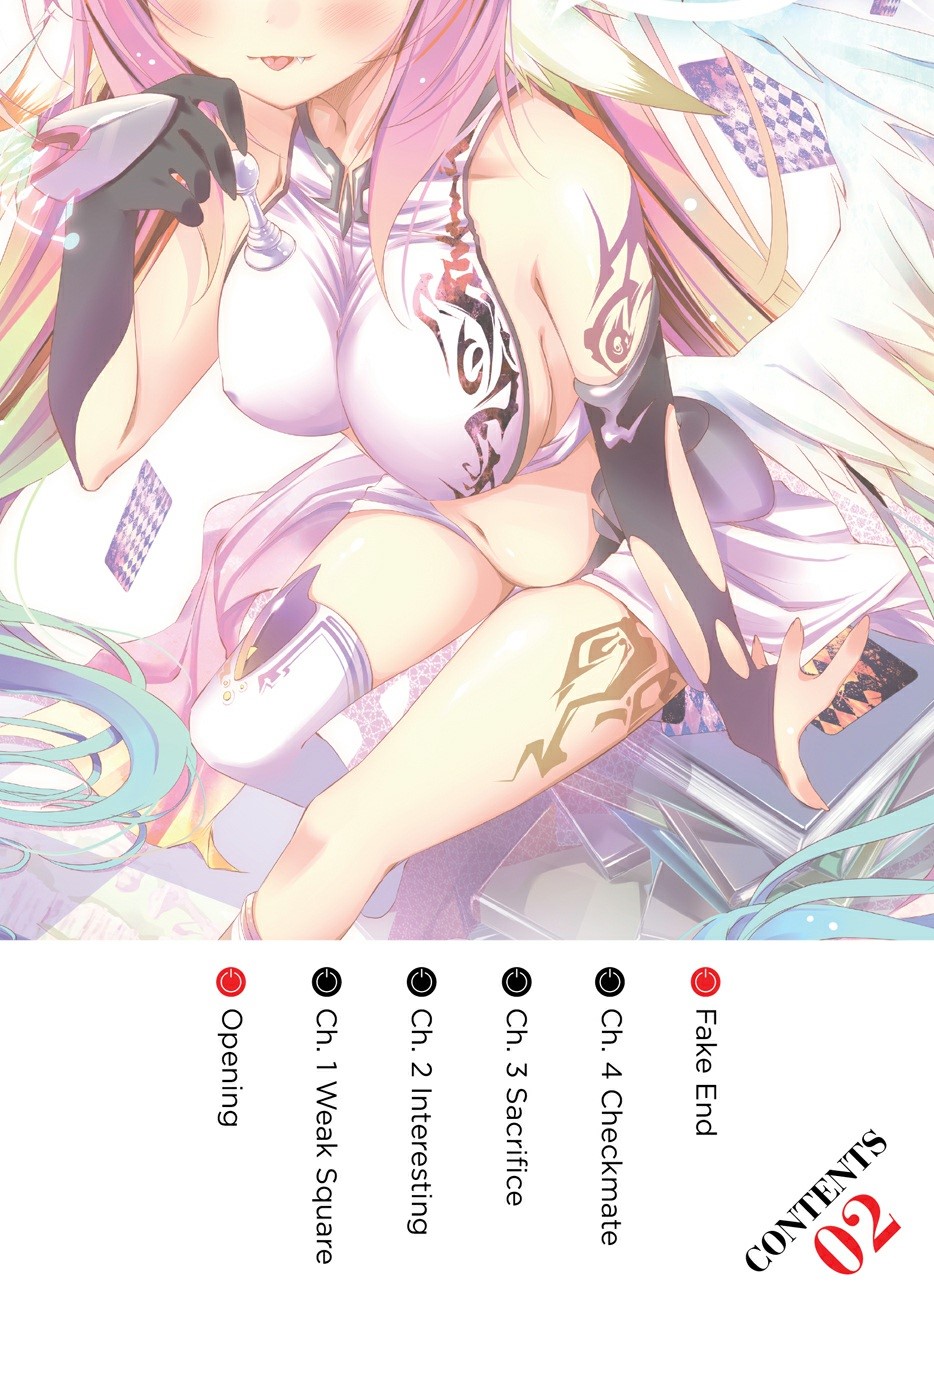 CONTENTS
02
Opening
Ch. 1 Weak Square
Ch. 2 Interesting
Ch. 3 Sacrifice
Ch. 4 Checkmate
Fake End